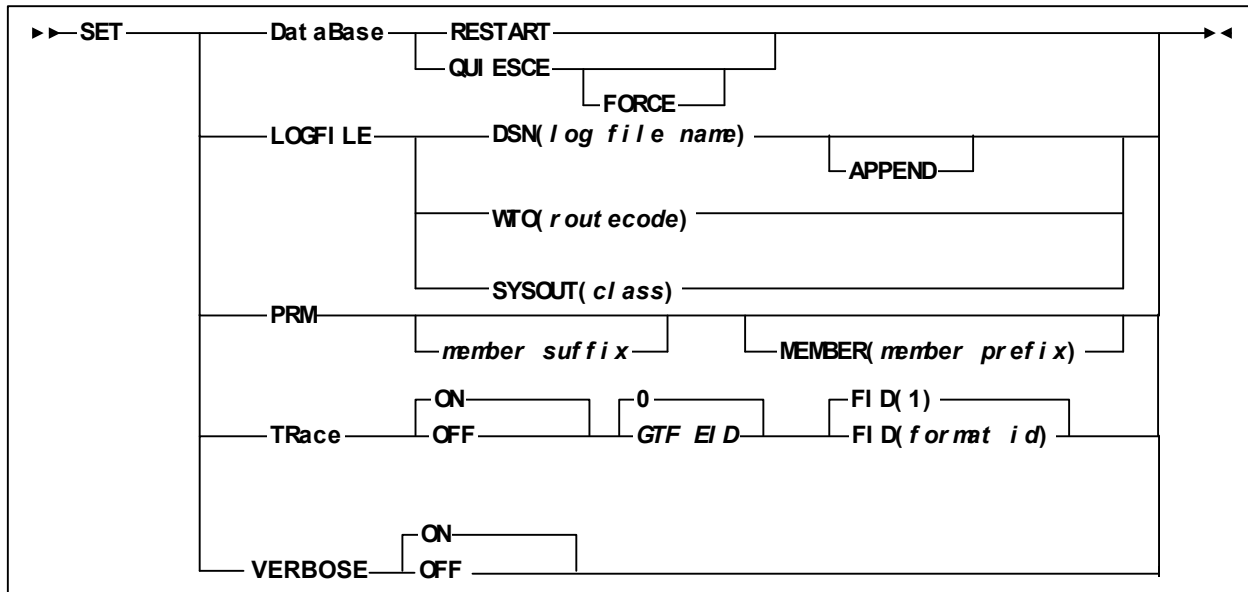 SET DataBase RESTART
QUIESCE
FORCE
LOGFILE DSN(log file name)
APPEND
WTO(routecode)
SYSOUT(class)
PRM
member suffix MEMBER(member prefix)
ON 0 FID(1)
TRace OFF GTF EID FID(format id)
ON
VERBOSE OFF